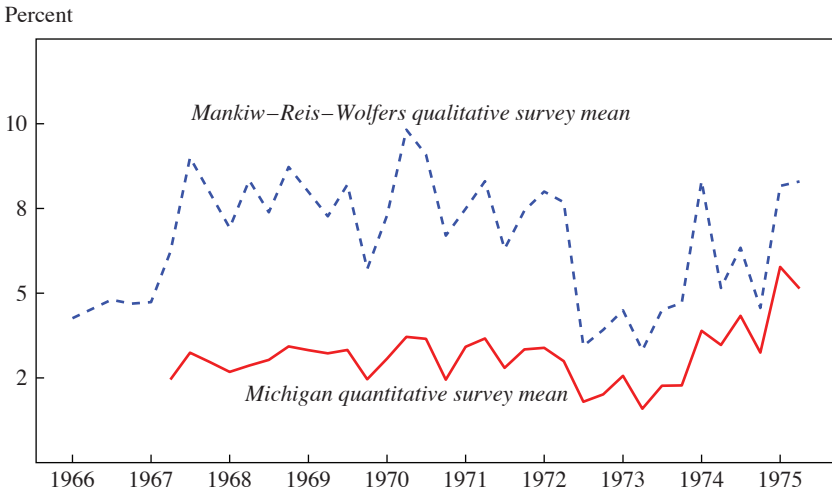 Percent
Mankiw–Reis–Wolfers qualitative survey mean
10
8
5
2
Michigan quantitative survey mean
1966 1967 1968 1969 1970 1971 1972 1973 1974 1975